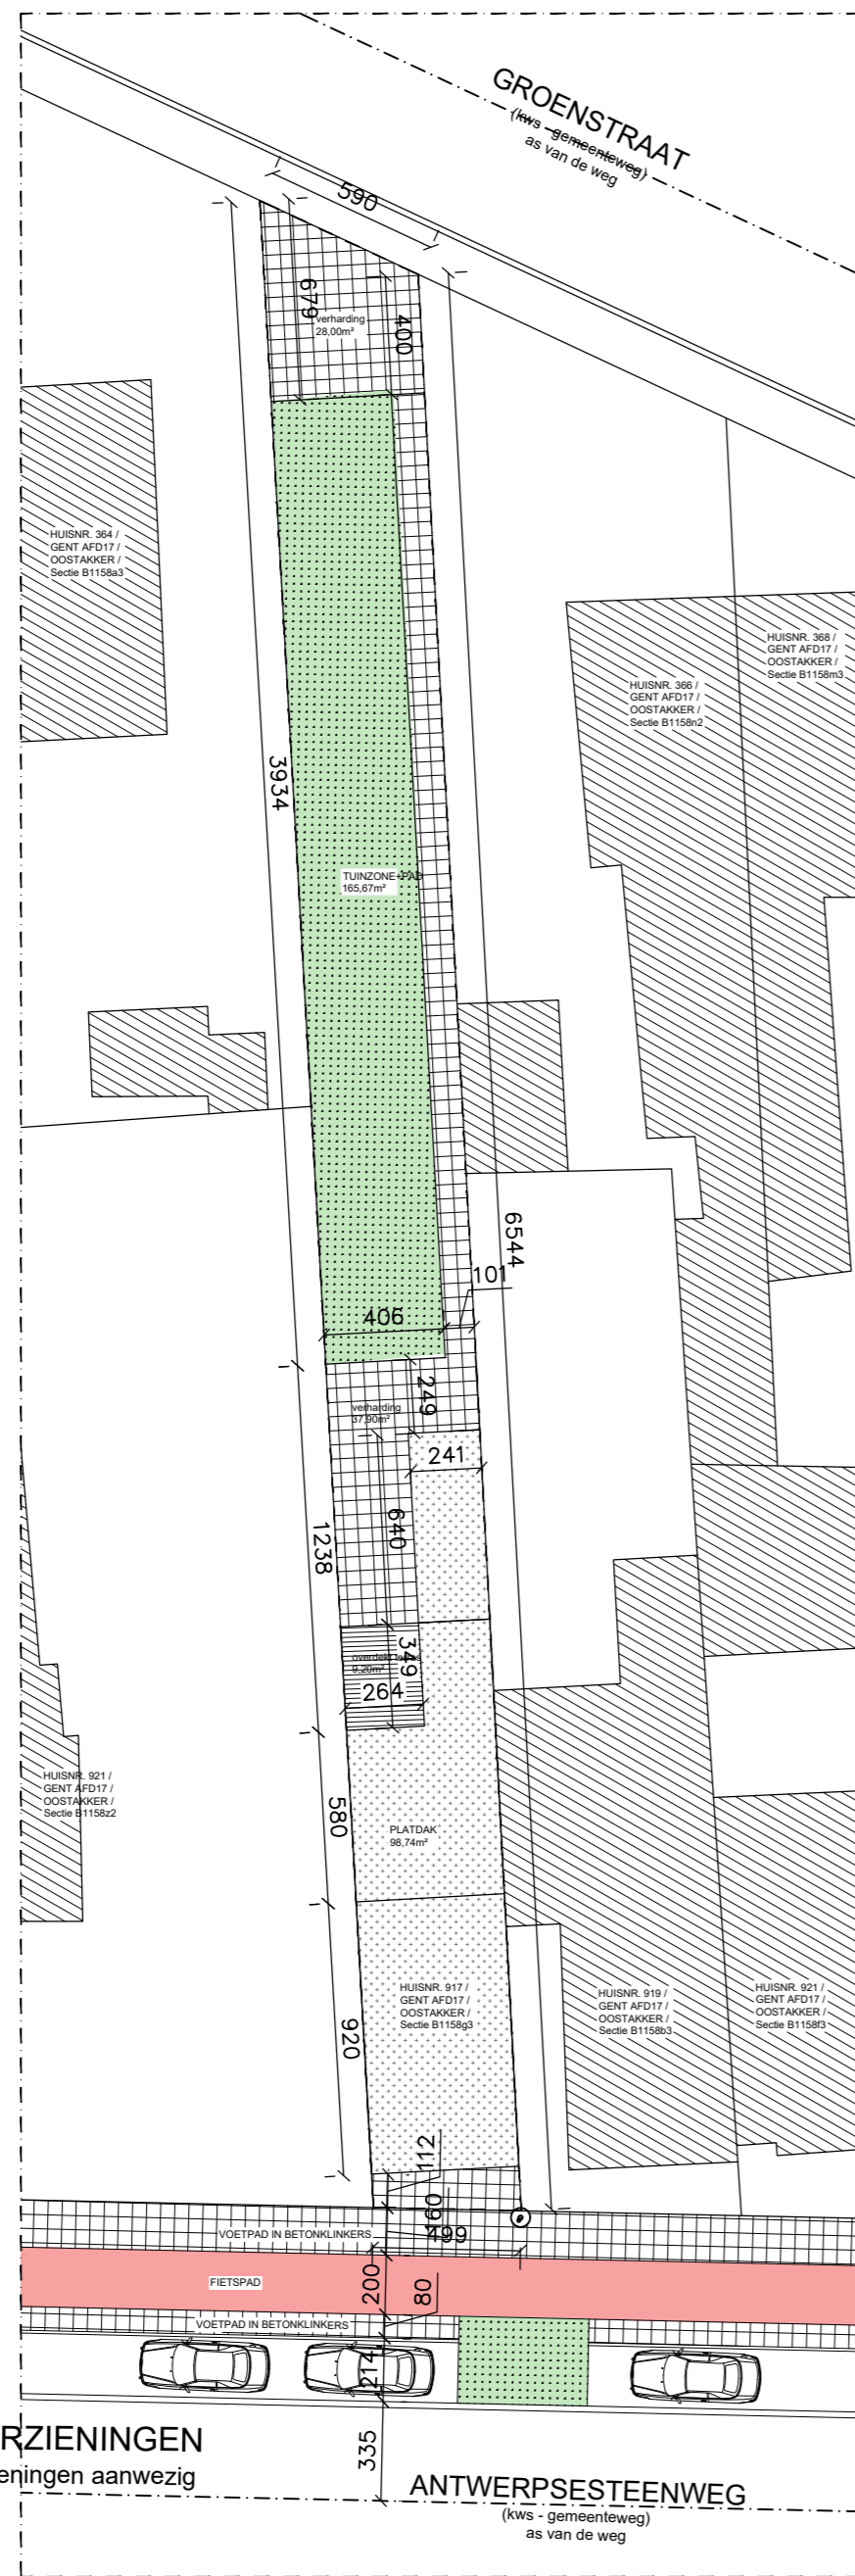 GROENSTRAAT
(kws - gemeenteweg)
as van de weg
590
679
verharding
28,00m²
400
HUISNR. 364 /
GENT AFD17 /
OOSTAKKER /
Sectie B1158a3
HUISNR. 368 /
GENT AFD17 /
OOSTAKKER /
Sectie B1158m3
HUISNR. 366 /
GENT AFD17 /
OOSTAKKER /
Sectie B1158n2
3934
TUINZONE+PAD
165,67m²
6544
101
406
249
verharding
37,90m²
241
640
1238
349
overdekt terras
9,20m²
264
HUISNR. 921 /
GENT AFD17 /
OOSTAKKER /
Sectie B1158z2
580
PLATDAK
98,74m²
HUISNR. 917 /
GENT AFD17 /
OOSTAKKER /
Sectie B1158g3
HUISNR. 919 /
GENT AFD17 /
OOSTAKKER /
Sectie B1158b3
HUISNR. 921 /
GENT AFD17 /
OOSTAKKER /
Sectie B1158f3
920
112
160
499
VOETPAD IN BETONKLINKERS
FIETSPAD
200
80
VOETPAD IN BETONKLINKERS
214
RZIENINGEN
eningen aanwezig
335
ANTWERPSESTEENWEG
(kws - gemeenteweg)
as van de weg